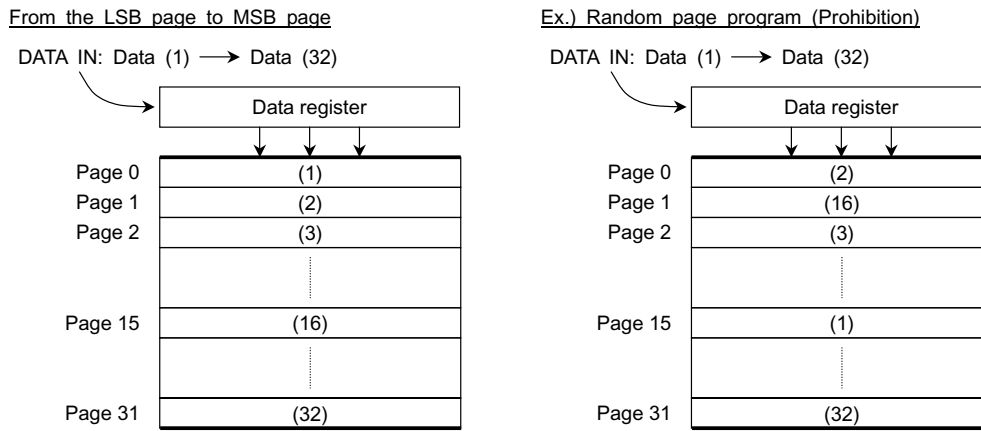 From the LSB page to MSB page
DATA IN: Data (1) → Data (32)
Data register
Page 0 (1)
Page 1 (2)
Page 2 (3)
Page 15 (16)
Page 31 (32)
Ex.) Random page program (Prohibition)
DATA IN: Data (1) → Data (32)
Data register
Page 0 (2)
Page 1 (16)
Page 2 (3)
Page 15 (1)
Page 31 (32)